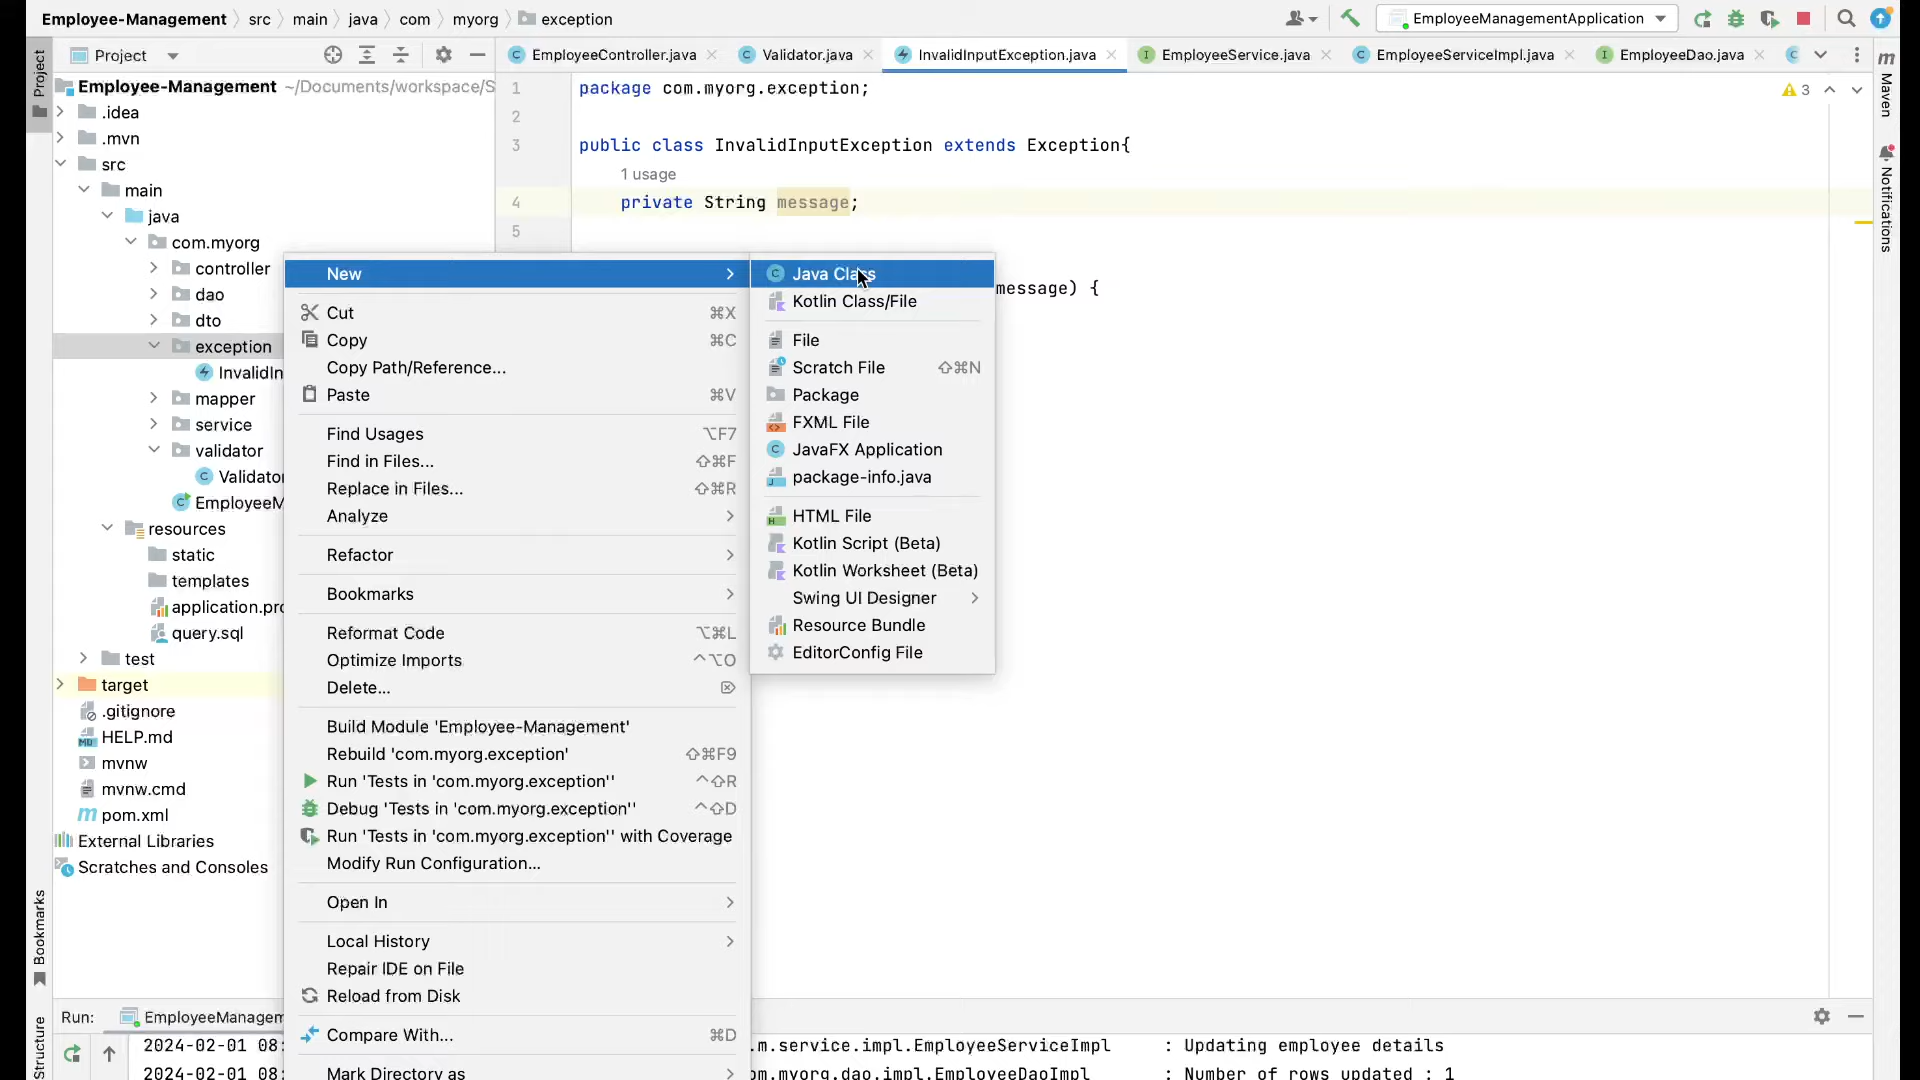 Employee-Management src main java com myorg exception
EmployeeManagementApplication
Project
EmployeeController.java Validator.java InvalidInputException.java EmployeeService.java EmployeeServiceImpl.java EmployeeDao.java
Project
Employee-Management ~/Documents/workspace/S
.idea
.mvn
src
main
java
com.myorg
controller
dao
dto
exception
InvalidIn
mapper
service
validator
Validator
EmployeeM
resources
static
templates
application.pro
query.sql
test
target
.gitignore
HELP.md
mvnw
mvnw.cmd
pom.xml
External Libraries
Scratches and Consoles
1 package com.myorg.exception;
2
3 public class InvalidInputException extends Exception{
1 usage
4 private String message;
5
message) {
3
New
Cut ⌘X
Copy ⌘C
Copy Path/Reference...
Paste ⌘V
Find Usages ⌥F7
Find in Files... ⇧⌘F
Replace in Files... ⇧⌘R
Analyze
Refactor
Bookmarks
Reformat Code ⌥⌘L
Optimize Imports ^⌥O
Delete... ⌦
Build Module 'Employee-Management'
Rebuild 'com.myorg.exception' ⇧⌘F9
Run 'Tests in 'com.myorg.exception'' ^⇧R
Debug 'Tests in 'com.myorg.exception'' ^⇧D
Run 'Tests in 'com.myorg.exception'' with Coverage
Modify Run Configuration...
Open In
Local History
Repair IDE on File
Reload from Disk
Compare With... ⌘D
Mark Directory as
Java Class
Kotlin Class/File
File
Scratch File ⇧⌘N
Package
FXML File
JavaFX Application
package-info.java
HTML File
Kotlin Script (Beta)
Kotlin Worksheet (Beta)
Swing UI Designer
Resource Bundle
EditorConfig File
Maven
Notifications
Bookmarks
Structure
Run: EmployeeManagem
2024-02-01 08: .m.service.impl.EmployeeServiceImpl : Updating employee details
2024-02-01 08: om.myorg.dao.impl.EmployeeDaoImpl : Number of rows updated : 1